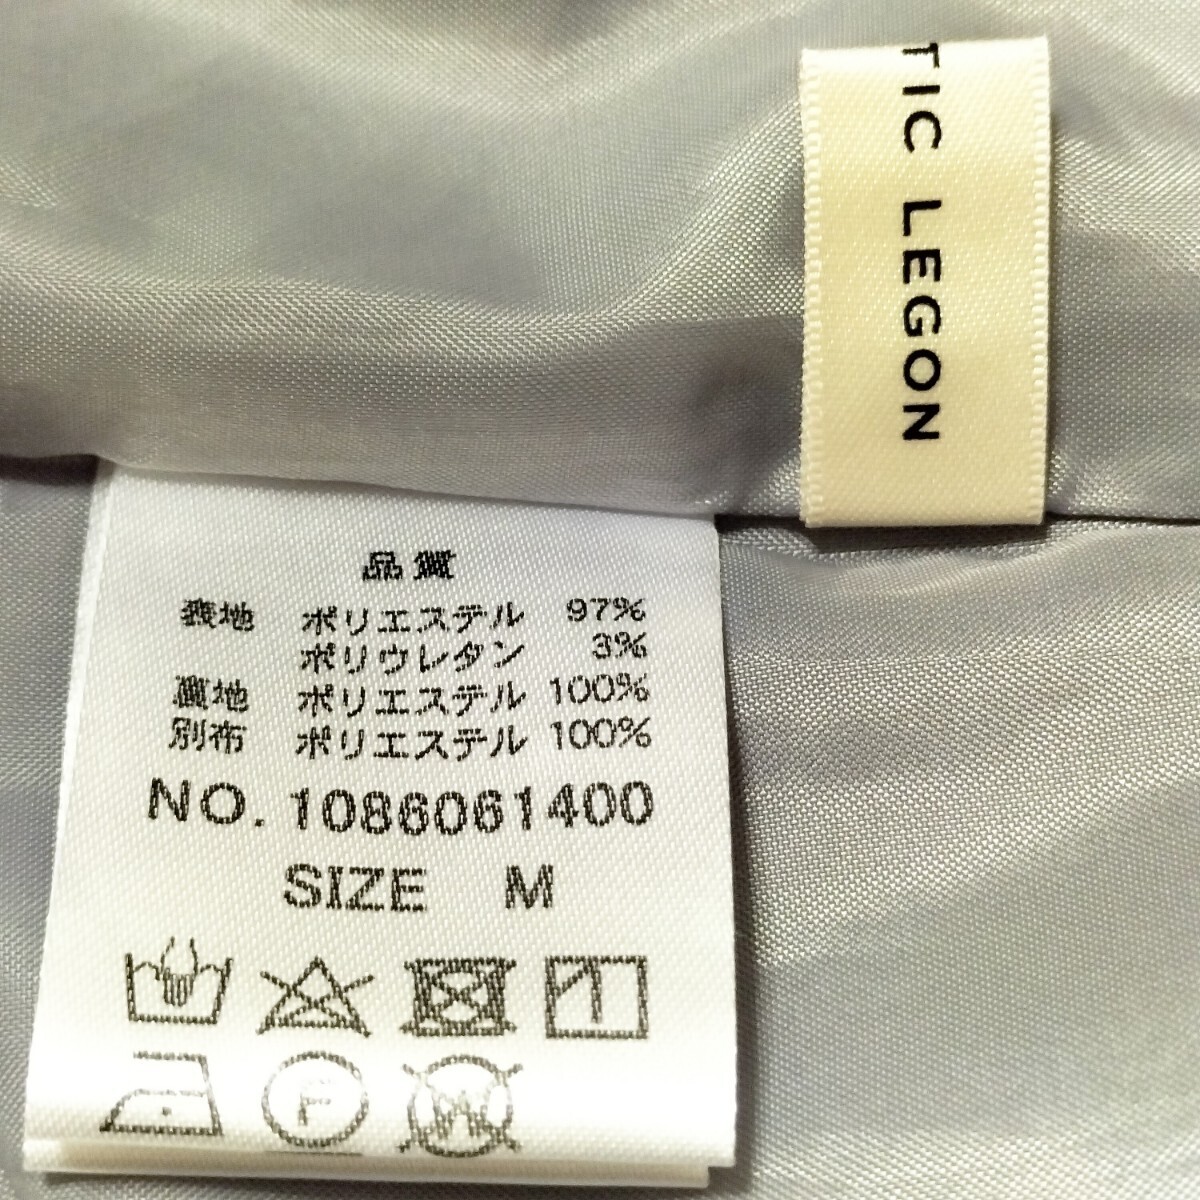 TIC LEGON
品質
表地 ポリエステル 97%
ポリウレタン 3%
裏地 ポリエステル 100%
別布 ポリエステル 100%
NO. 1086061400
SIZE M
F
W